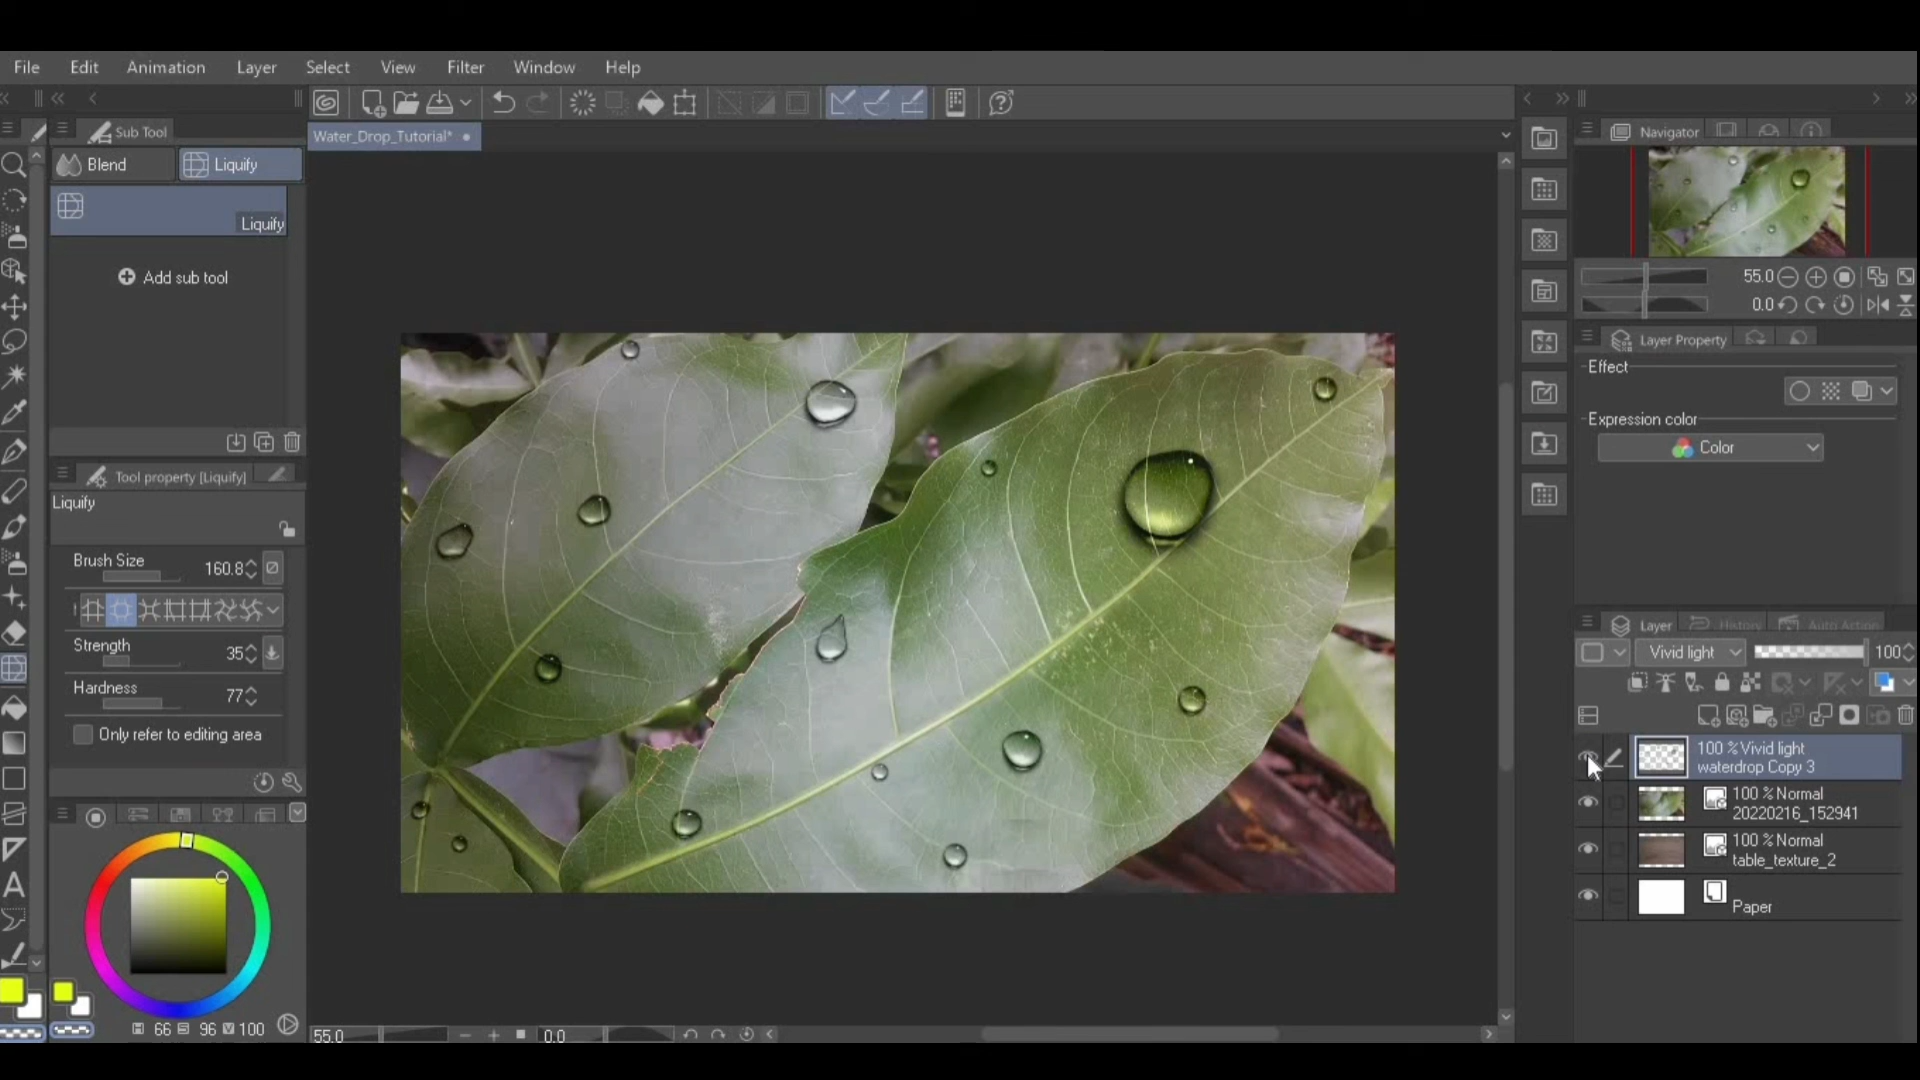 File Edit Animation Layer Select View Filter Window Help
Sub Tool
Water_Drop_Tutorial*
Navigator
Blend
Liquify
Liquify
Add sub tool
55.0
0.0
Layer Property
Effect
Expression color
Color
Tool property [Liquify]
Liquify
Brush Size 160.8
Strength 35
Hardness 77
Only refer to editing area
Layer History Auto Action
Vivid light 100
100 % Vivid light
waterdrop Copy 3
100 % Normal
20220216_152941
100 % Normal
table_texture_2
Paper
H 66 S 96 V 100
55.0 0.0